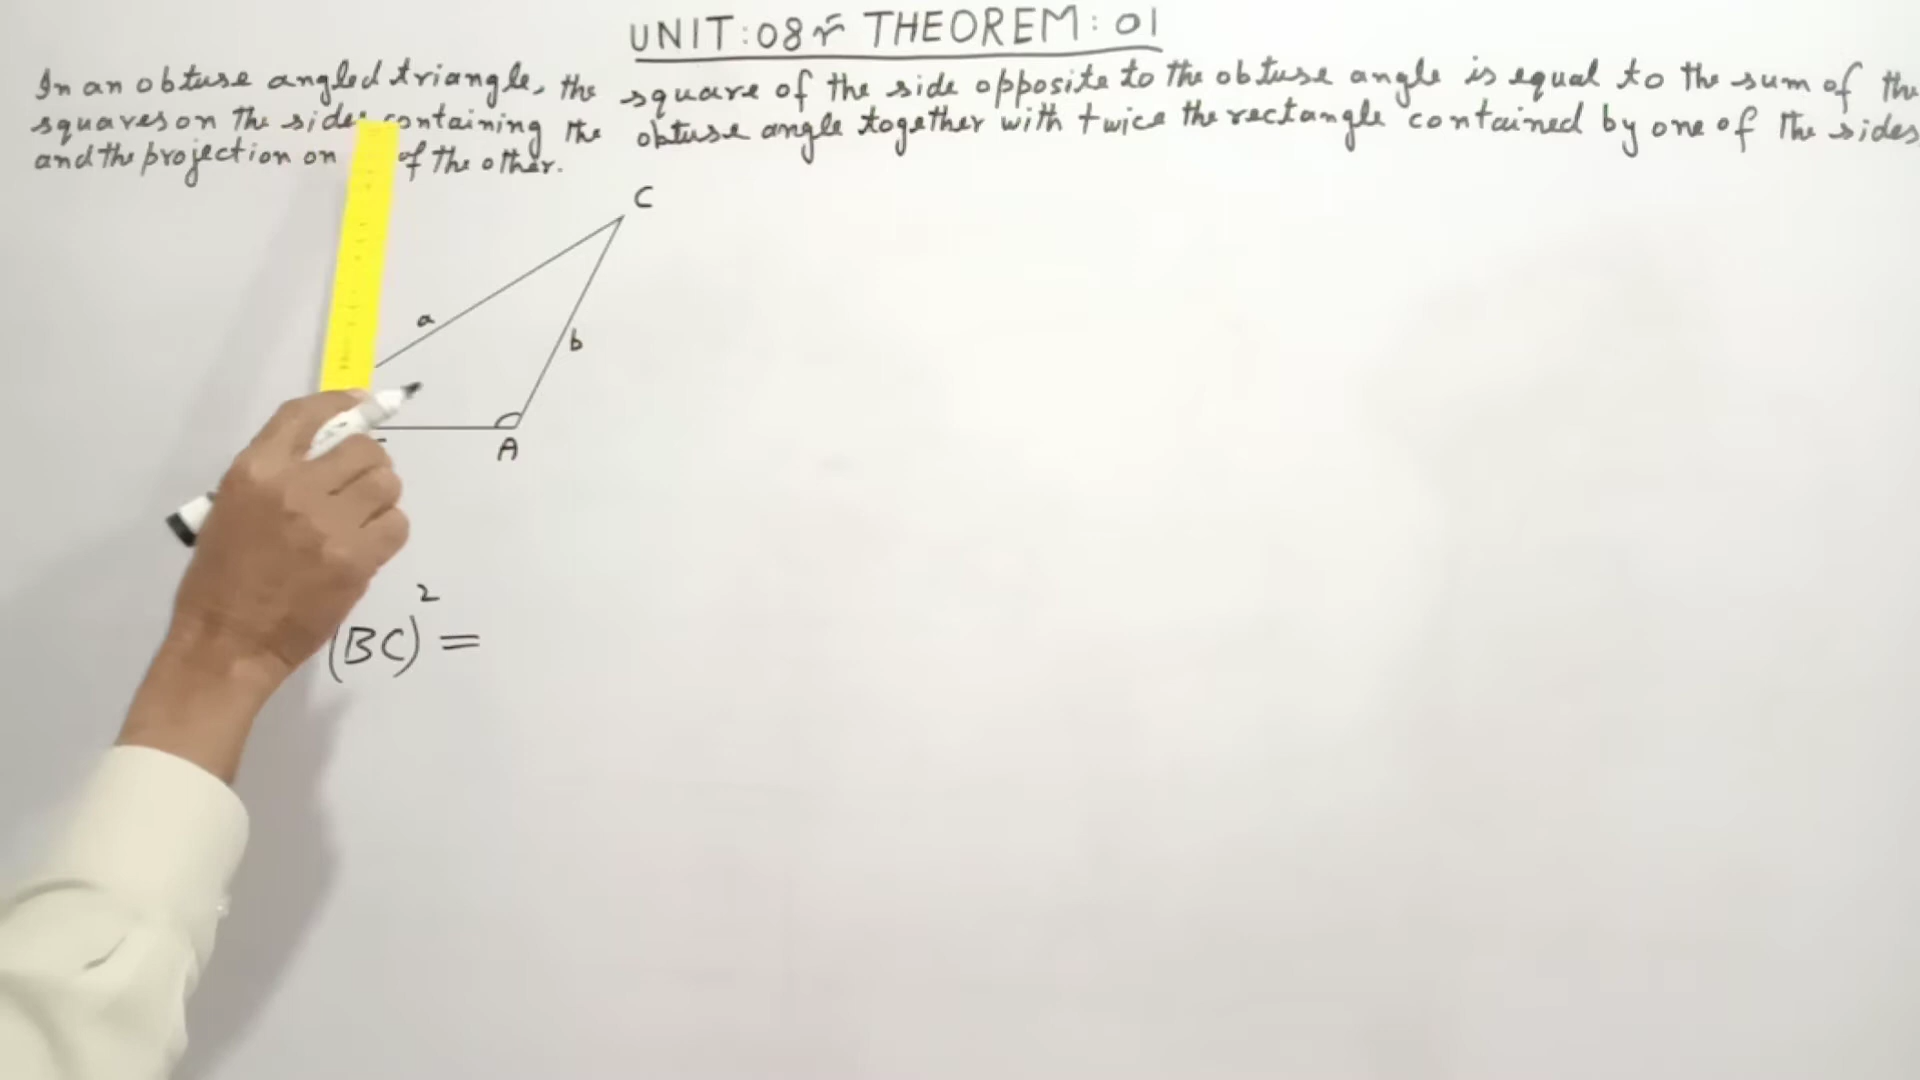 UNIT:08 THEOREM:01
In an obtuse angled triangle, the square of the side opposite to the obtuse angle is equal to the sum of the
squares on the sides containing the obtuse angle together with twice the rectangle contained by one of the sides,
and the projection on of the other.
C
a
b
A
(BC)² =